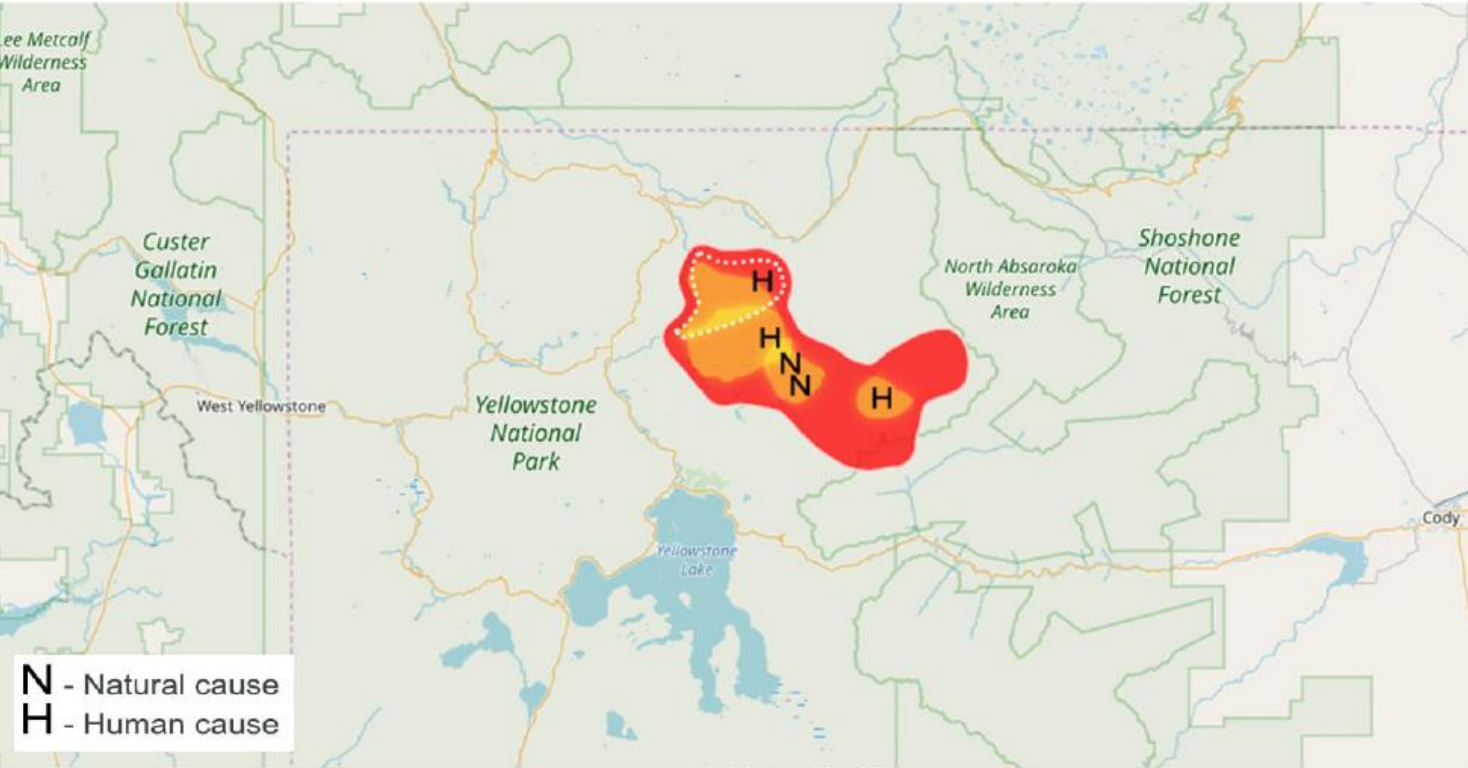 ee Metcalf
Wilderness
Area
Custer
Gallatin
National
Forest
North Absaroka
Wilderness
Area
Shoshone
National
Forest
H
H
N
N
H
West Yellowstone
Yellowstone
National
Park
Cody
Yellowstone
Lake
N - Natural cause
H - Human cause